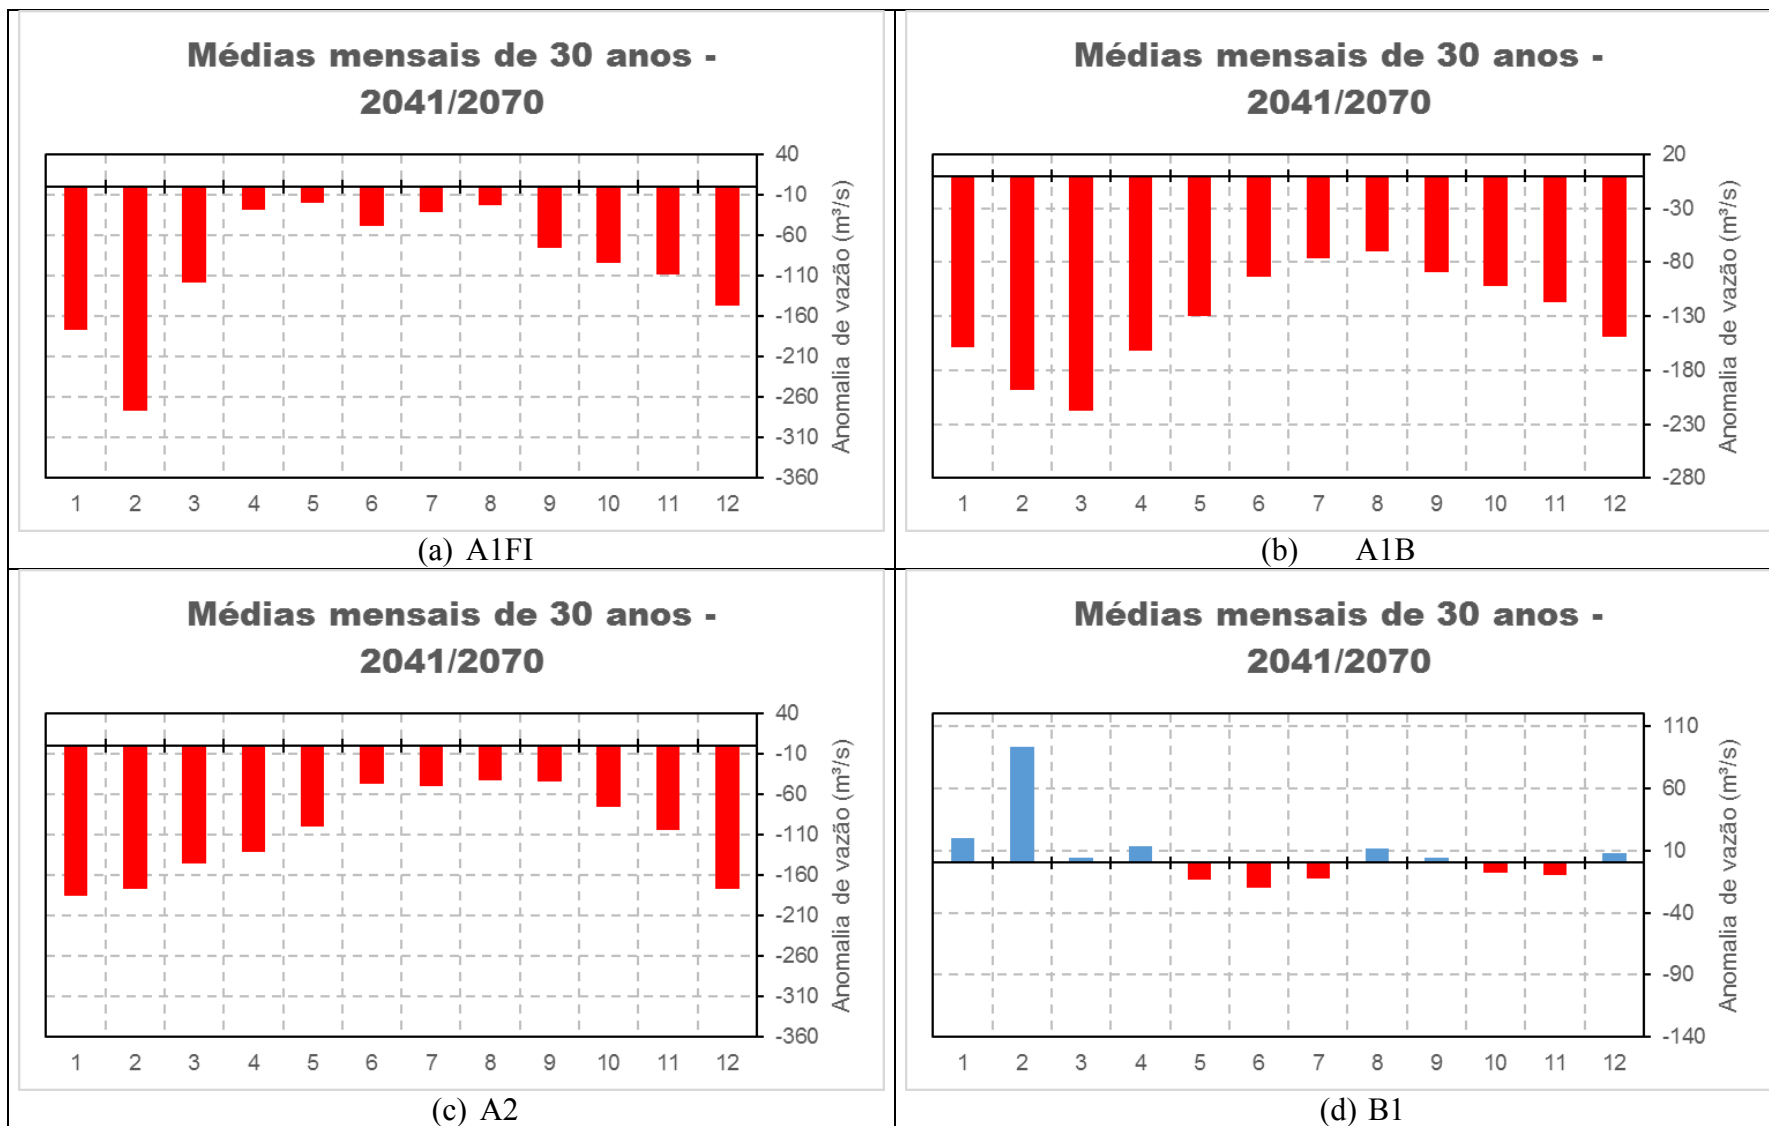 Médias mensais de 30 anos -
2041/2070
40
-10
-60
-110
-160
-210
-260
-310
-360
Anomalia de vazão (m³/s)
1 2 3 4 5 6 7 8 9 10 11 12
(a) A1FI
Médias mensais de 30 anos -
2041/2070
20
-30
-80
-130
-180
-230
-280
Anomalia de vazão (m³/s)
1 2 3 4 5 6 7 8 9 10 11 12
(b) A1B
Médias mensais de 30 anos -
2041/2070
40
-10
-60
-110
-160
-210
-260
-310
-360
Anomalia de vazão (m³/s)
1 2 3 4 5 6 7 8 9 10 11 12
(c) A2
Médias mensais de 30 anos -
2041/2070
110
60
10
-40
-90
-140
Anomalia de vazão (m³/s)
1 2 3 4 5 6 7 8 9 10 11 12
(d) B1